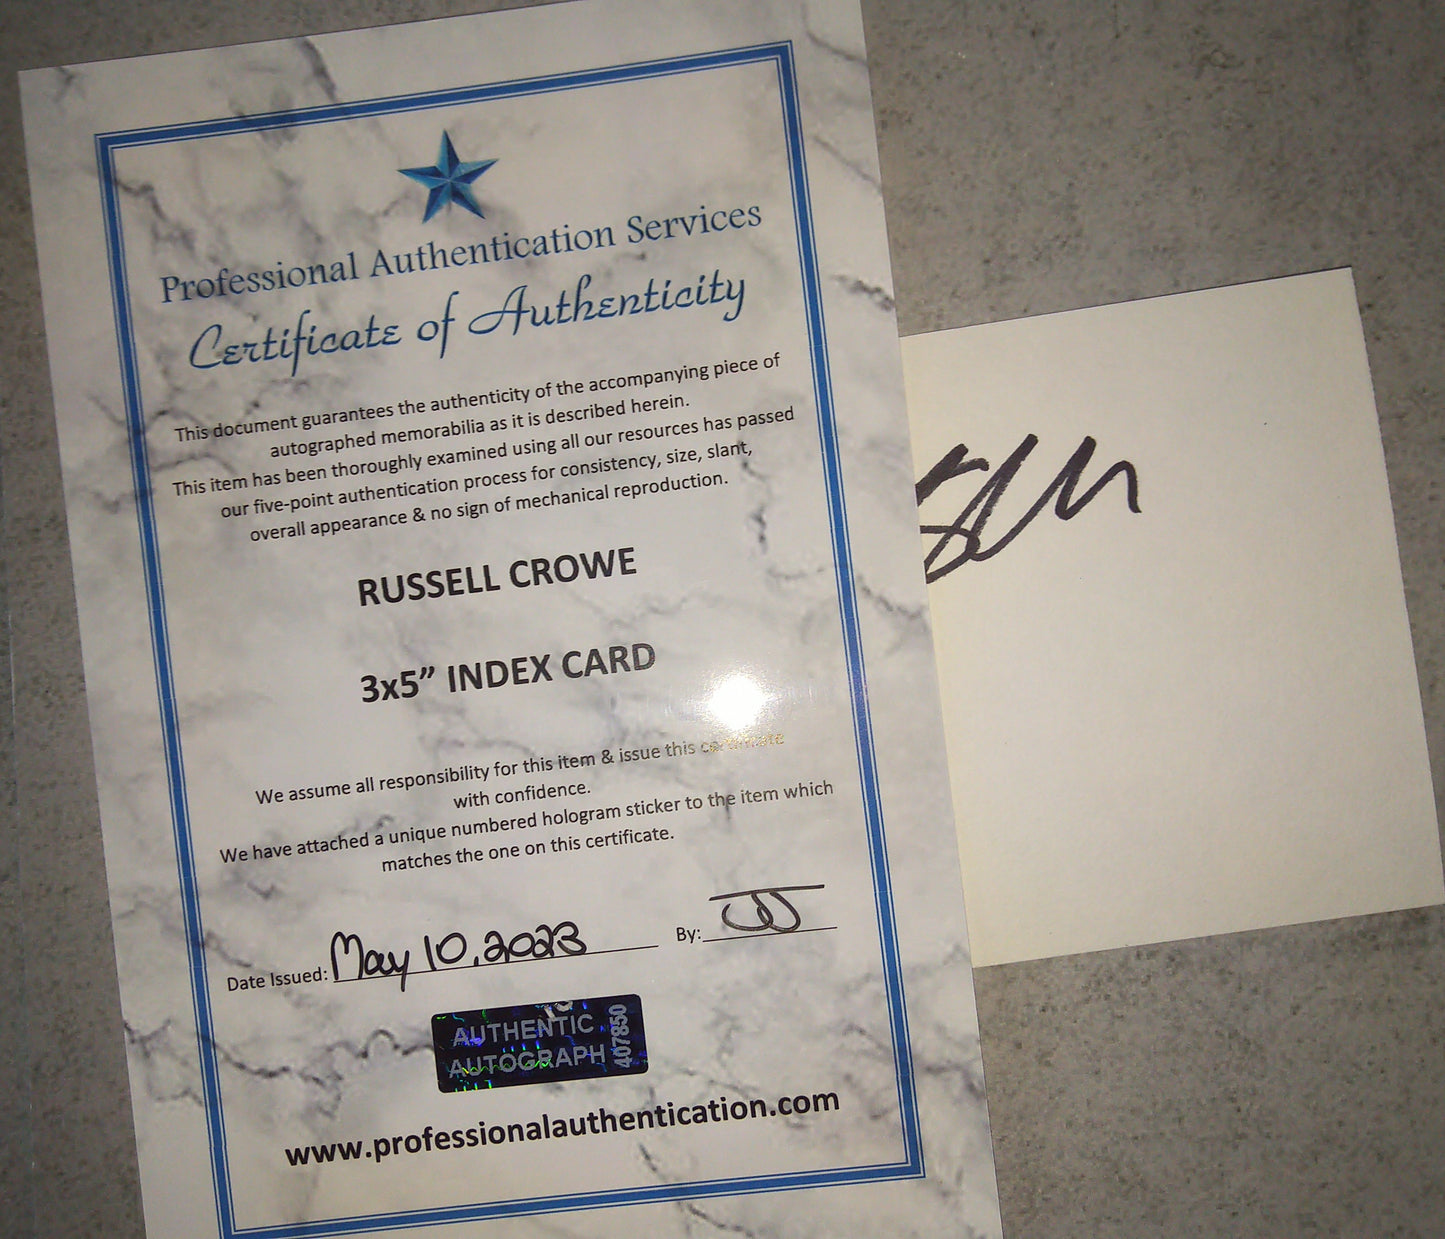 Professional Authentication Services
Certificate of Authenticity
This document guarantees the authenticity of the accompanying piece of
autographed memorabilia as it is described herein.
This item has been thoroughly examined using all our resources has passed
our five-point authentication process for consistency, size, slant,
overall appearance & no sign of mechanical reproduction.
RUSSELL CROWE
3x5” INDEX CARD
We assume all responsibility for this item & issue this certificate
with confidence.
We have attached a unique numbered hologram sticker to the item which
matches the one on this certificate.
Date Issued: May 10, 2023 By:
AUTHENTIC
AUTOGRAPH
407850
www.professionalauthentication.com